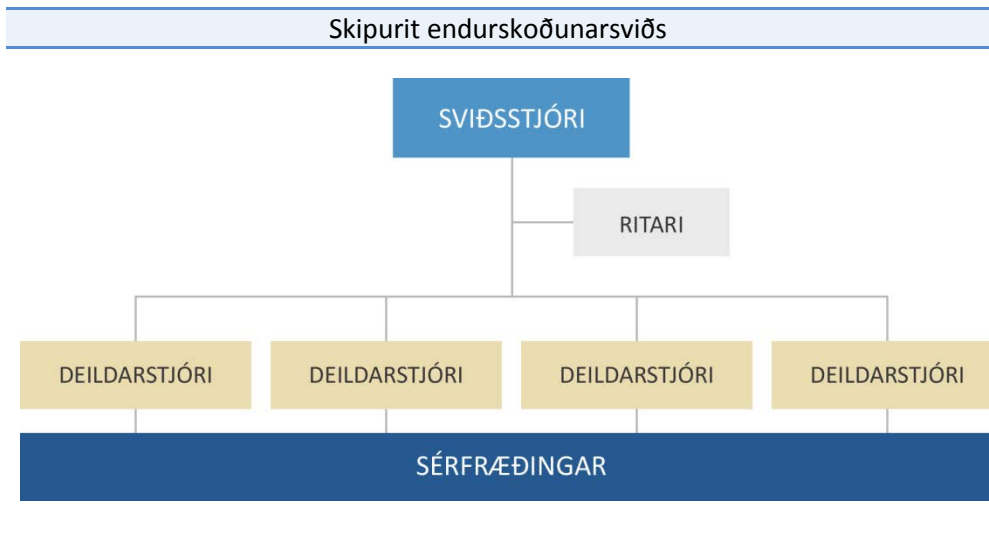 Skipurit endurskoðunarsviðs
SVIÐSSTJÓRI
RITARI
DEILDARSTJÓRI DEILDARSTJÓRI DEILDARSTJÓRI DEILDARSTJÓRI
SÉRFRÆÐINGAR